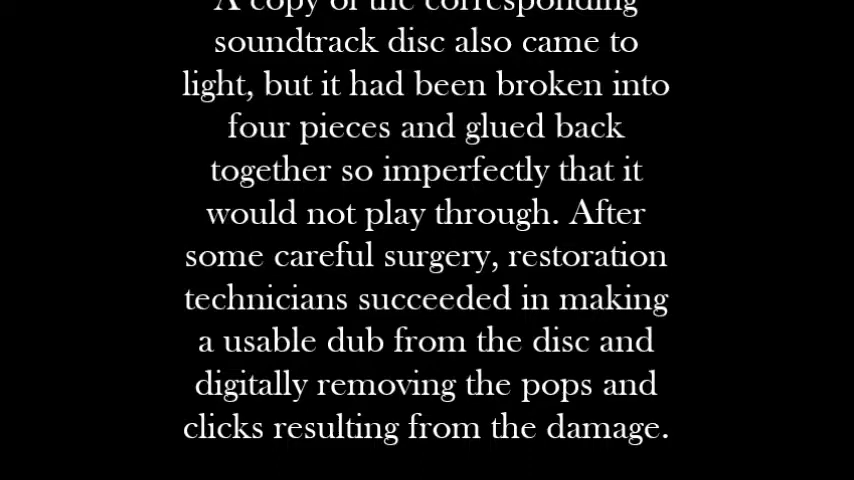 A copy of the corresponding
soundtrack disc also came to
light, but it had been broken into
four pieces and glued back
together so imperfectly that it
would not play through. After
some careful surgery, restoration
technicians succeeded in making
a usable dub from the disc and
digitally removing the pops and
clicks resulting from the damage.